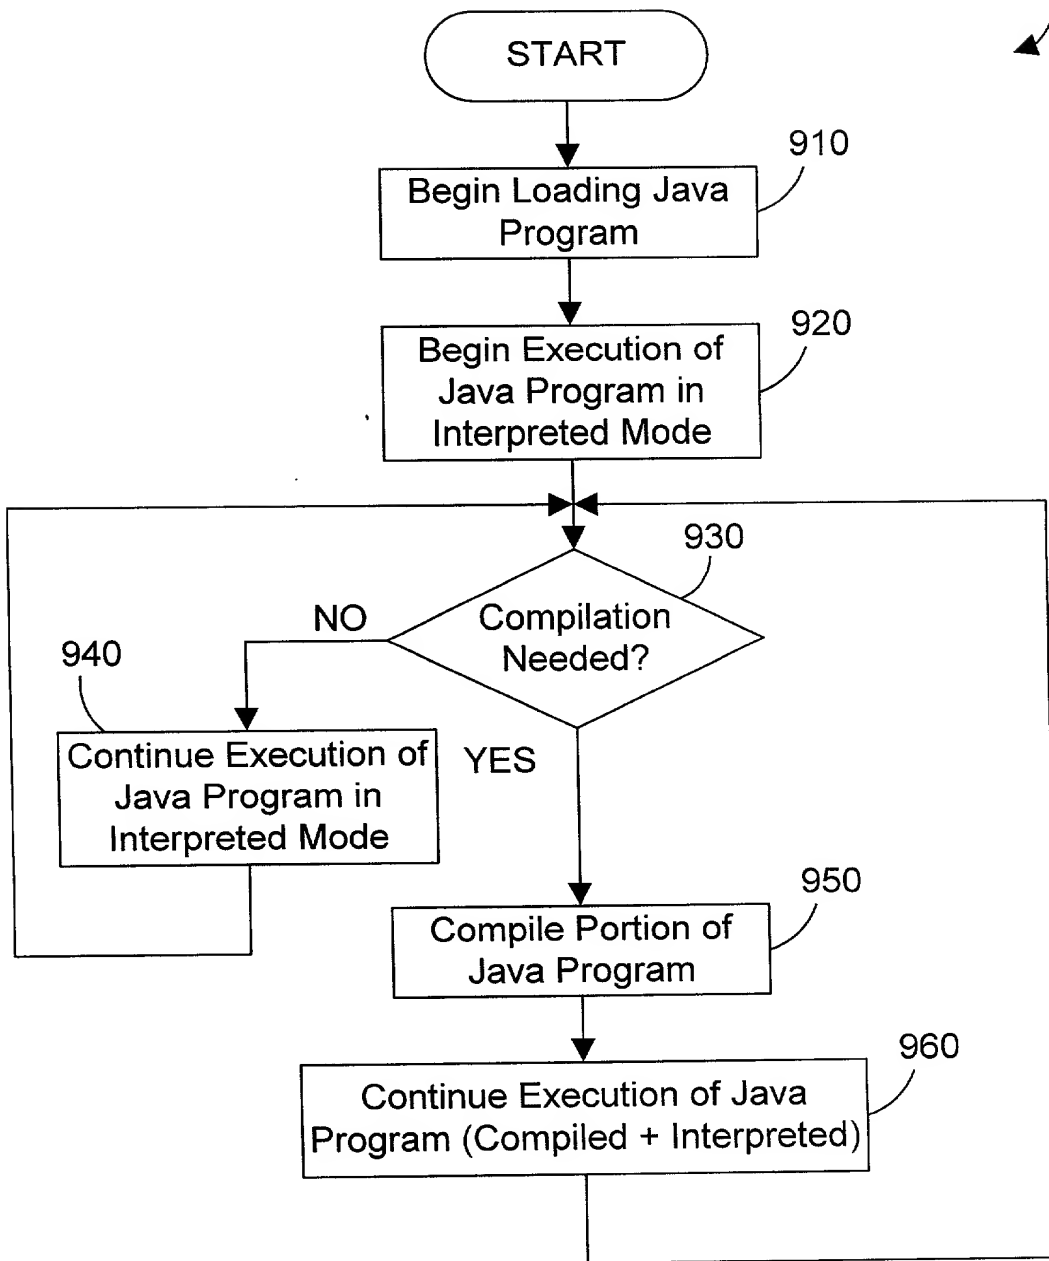 START
910
Begin Loading Java
Program
920
Begin Execution of
Java Program in
Interpreted Mode
930
Compilation
Needed?
NO
940
Continue Execution of
Java Program in
Interpreted Mode
YES
950
Compile Portion of
Java Program
960
Continue Execution of Java
Program (Compiled + Interpreted)